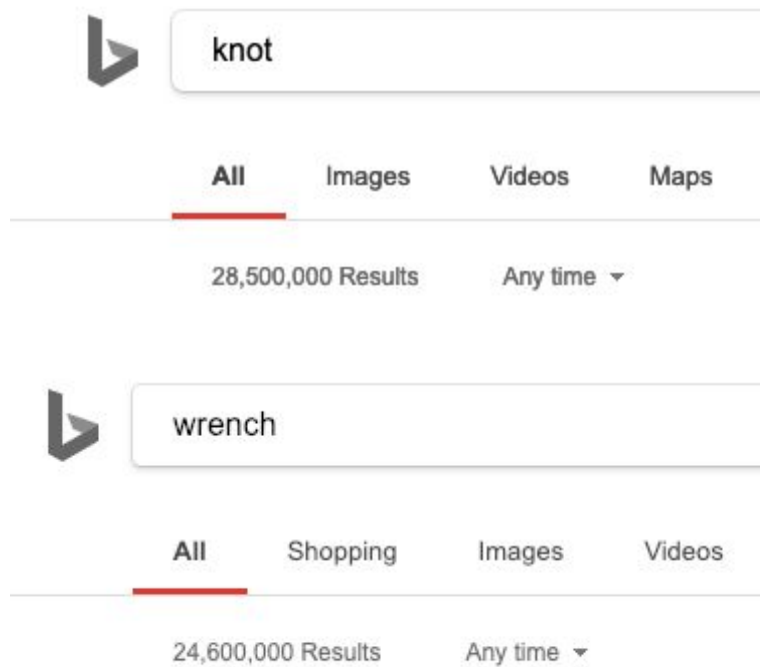 knot
All Images Videos Maps
28,500,000 Results Any time
wrench
All Shopping Images Videos
24,600,000 Results Any time